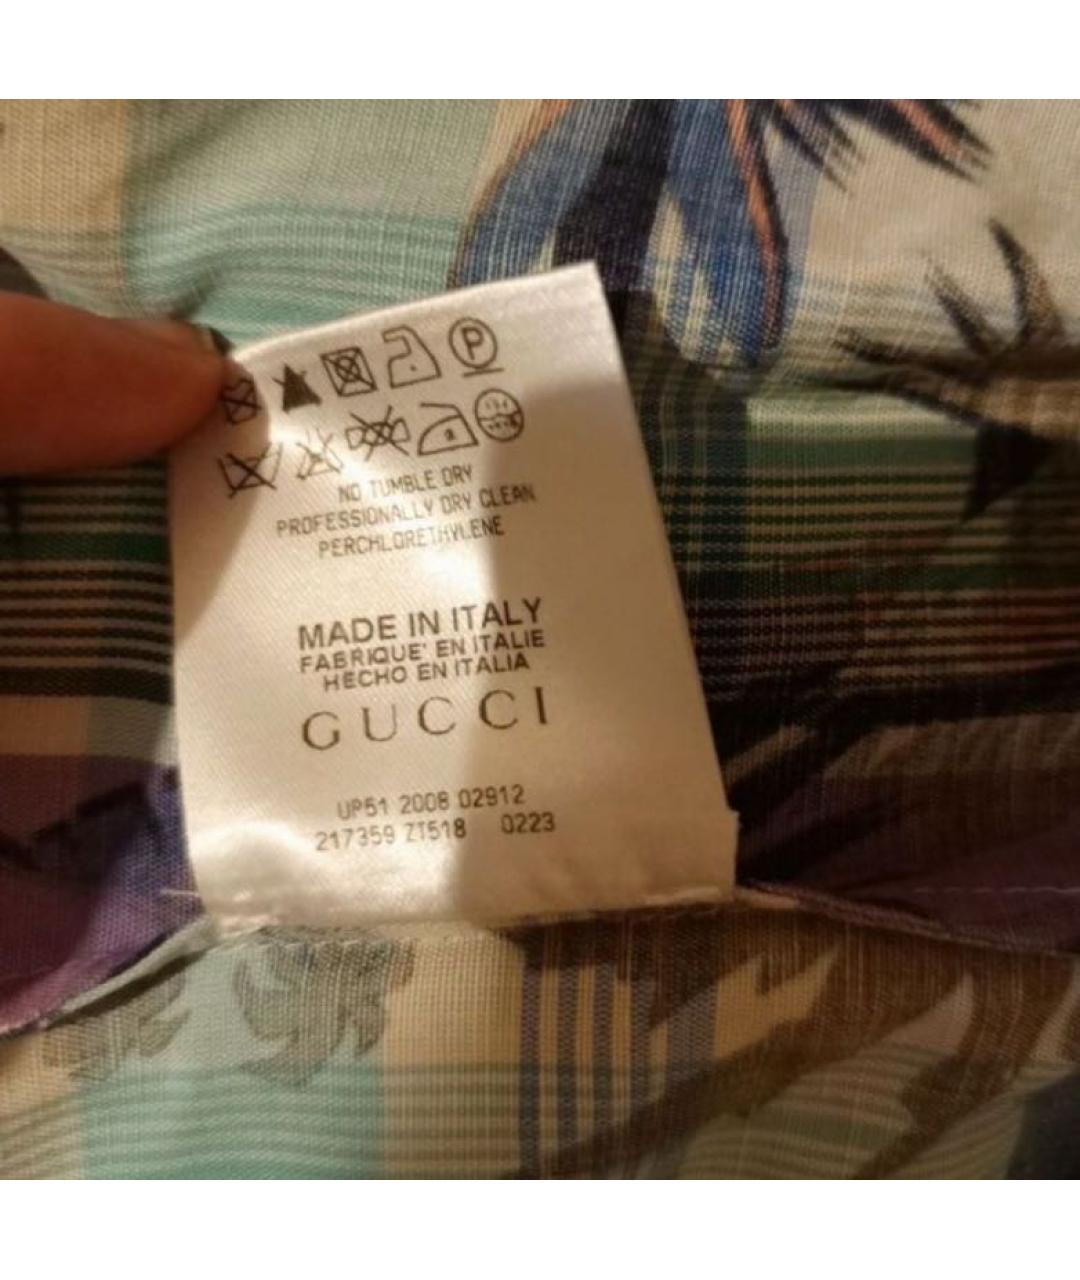 P
NO TUMBLE DRY
PROFESSIONALLY DRY CLEAN
PERCHLORETHYLENE
MADE IN ITALY
FABRIQUE' EN ITALIE
HECHO EN ITALIA
GUCCI
UP51 2008 02912
217359 ZT518 0223